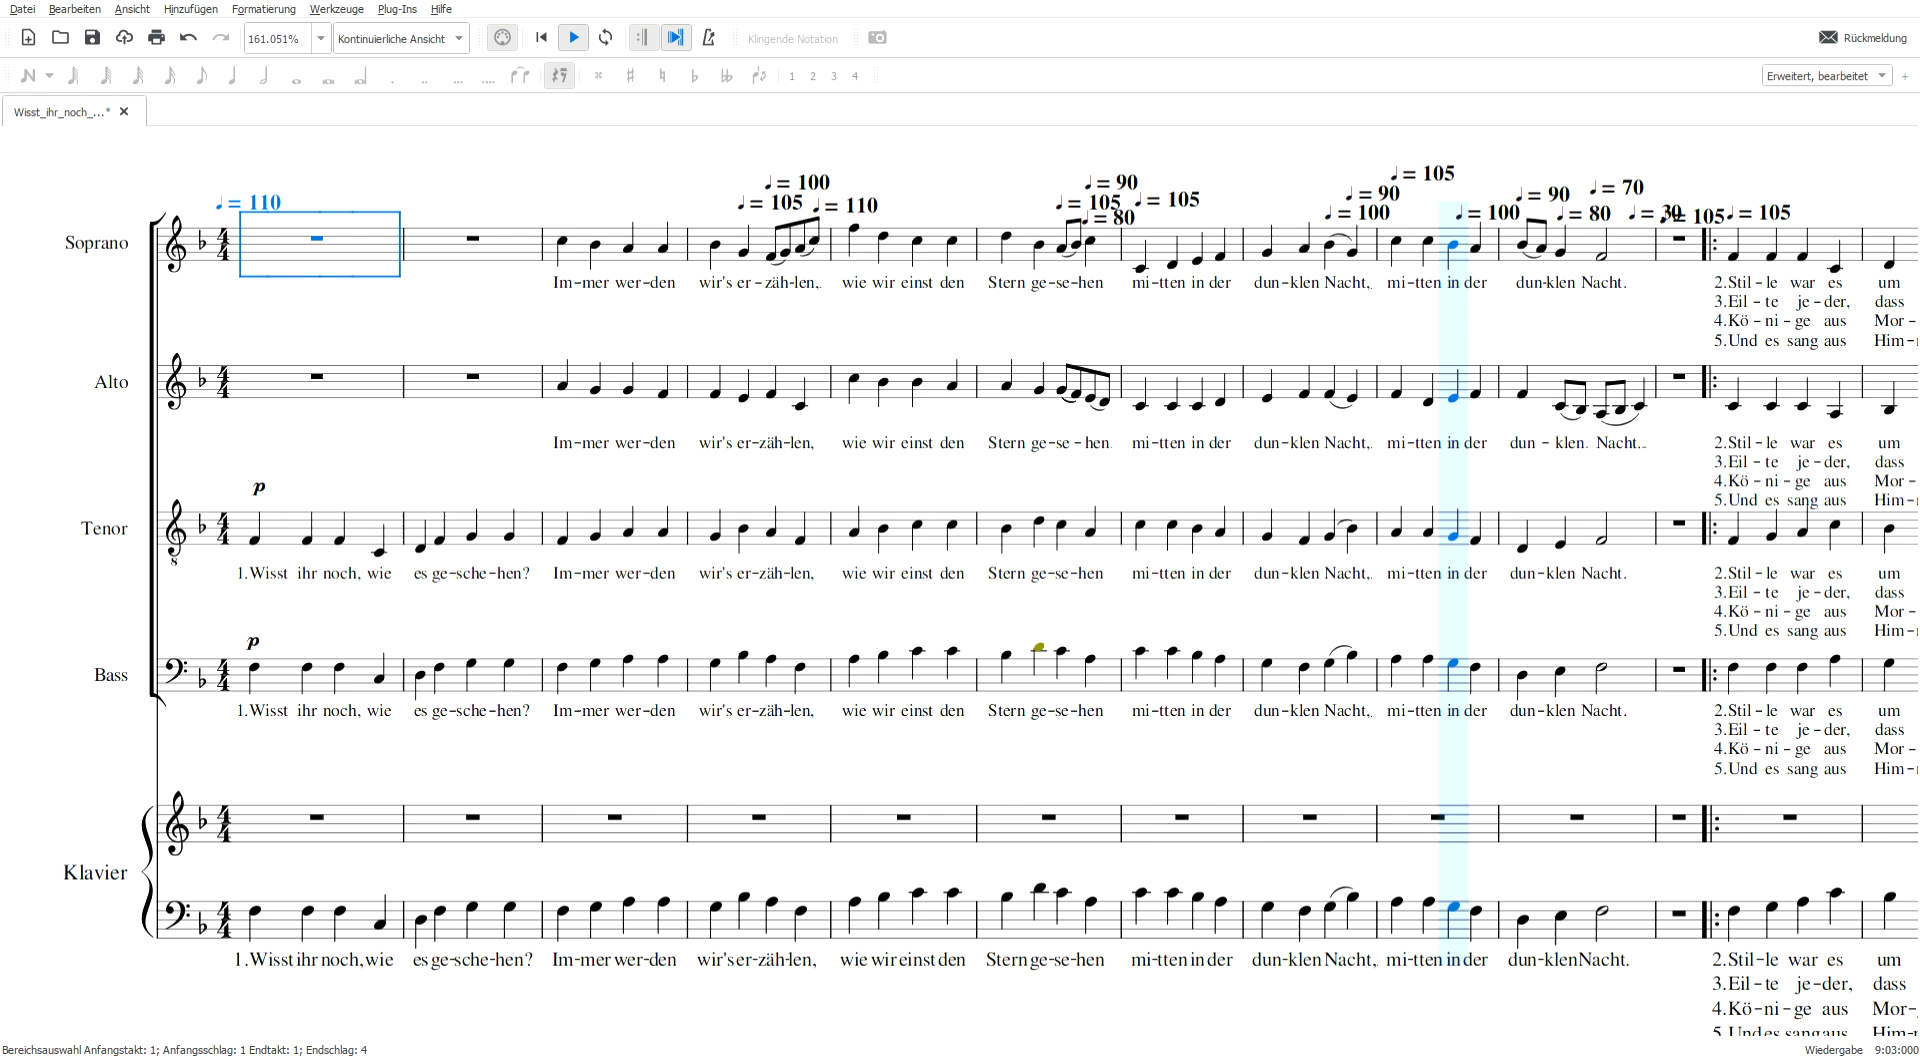 Datei Bearbeiten Ansicht Hinzufügen Formatierung Werkzeuge Plug-Ins Hilfe
161.051% Kontinuierliche Ansicht Klingende Notation Rückmeldung
1 2 3 4 Erweitert, bearbeitet +
Wisst_ihr_noch_...* ✕
♩ = 110 ♩ = 105 ♩ = 100 ♩ = 110 ♩ = 105 ♩ = 90 ♩ = 80 ♩ = 105 ♩ = 100 ♩ = 90 ♩ = 105 ♩ = 100 ♩ = 90 ♩ = 80 ♩ = 70 ♩ = 30 ♩ = 105 ♩ = 105
Soprano
Im-mer wer-den wir's er-zäh-len, wie wir einst den Stern ge-se-hen mi-tten in der dun-klen Nacht, mi-tten in der dun-klen Nacht. 2.Stil-le war es um
3.Eil-te je-der, dass
4.Kö-ni-ge aus Mor-
5.Und es sang aus Him-
Alto
Im-mer wer-den wir's er-zäh-len, wie wir einst den Stern ge-se-hen mi-tten in der dun-klen Nacht, mi-tten in der dun-klen Nacht. 2.Stil-le war es um
3.Eil-te je-der, dass
4.Kö-ni-ge aus Mor-
5.Und es sang aus Him-
p
Tenor
1.Wisst ihr noch, wie es ge-sche-hen? Im-mer wer-den wir's er-zäh-len, wie wir einst den Stern ge-se-hen mi-tten in der dun-klen Nacht, mi-tten in der dun-klen Nacht. 2.Stil-le war es um
3.Eil-te je-der, dass
4.Kö-ni-ge aus Mor-
5.Und es sang aus Him-
p
Bass
1.Wisst ihr noch, wie es ge-sche-hen? Im-mer wer-den wir's er-zäh-len, wie wir einst den Stern ge-se-hen mi-tten in der dun-klen Nacht, mi-tten in der dun-klen Nacht. 2.Stil-le war es um
3.Eil-te je-der, dass
4.Kö-ni-ge aus Mor-
5.Und es sang aus Him-
Klavier
1.Wisst ihr noch, wie es ge-sche-hen? Im-mer wer-den wir's er-zäh-len, wie wir einst den Stern ge-se-hen mi-tten in der dun-klen Nacht, mi-tten in der dun-klen Nacht. 2.Stil-le war es um
3.Eil-te je-der, dass
4.Kö-ni-ge aus Mor-
5.Und es sang aus Him-
Bereichsauswahl Anfangstakt: 1; Anfangsschlag: 1 Endtakt: 1; Endschlag: 4 Wiedergabe 9:03:000